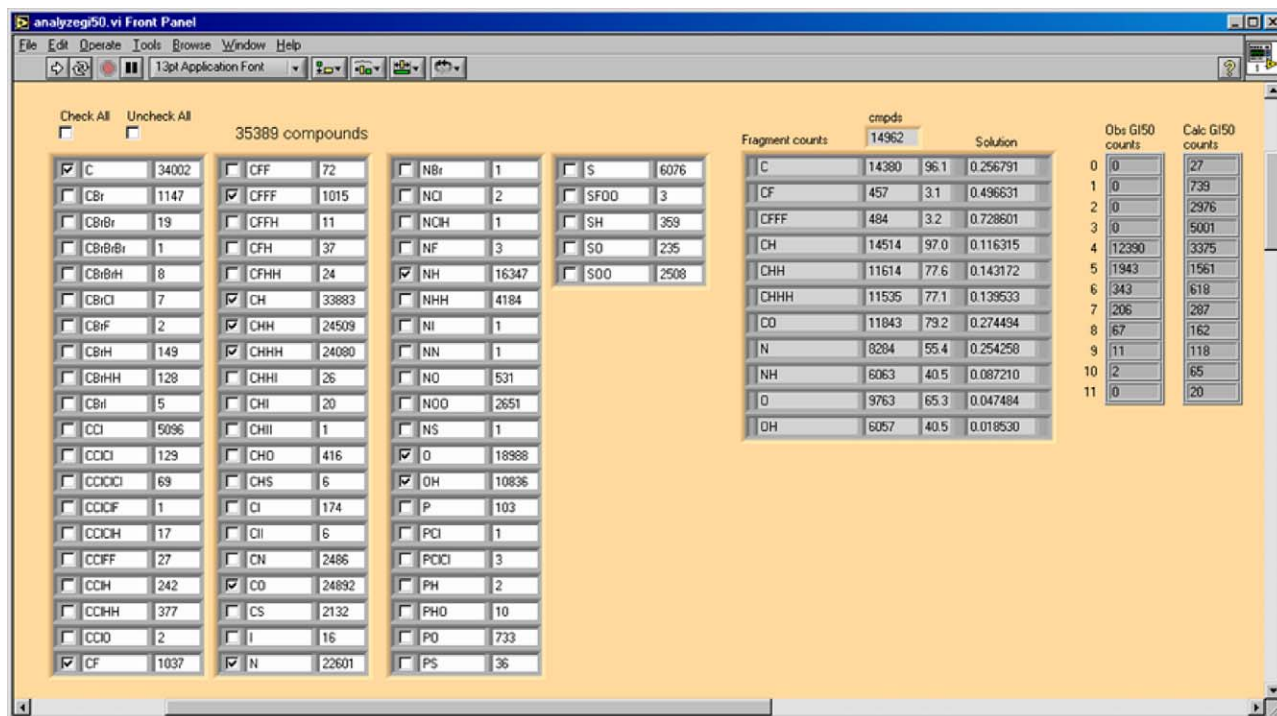 analyzegi50.vi Front Panel
File Edit Operate Tools Browse Window Help
13pt Application Font
1
Check All Uncheck All
35389 compounds
C 34002
CBr 1147
CBrBr 19
CBrBrBr 1
CBrBrH 8
CBrCl 7
CBrF 2
CBrH 149
CBrHH 128
CBrI 5
CCl 5096
CClCl 129
CClClCl 69
CClClF 1
CClClH 17
CClFF 27
CClH 242
CClHH 377
CClO 2
CF 1037
CFF 72
CFFF 1015
CFFH 11
CFH 37
CFHH 24
CH 33883
CHH 24509
CHHH 24080
CHHI 26
CHI 20
CHII 1
CHO 416
CHS 6
CI 174
CII 6
CN 2486
CO 24892
CS 2132
I 16
N 22601
NBr 1
NCl 2
NClH 1
NF 3
NH 16347
NHH 4184
NI 1
NN 1
NO 531
NOO 2651
NS 1
O 18988
OH 10836
P 103
PCl 1
PClCl 3
PH 2
PHO 10
PO 733
PS 36
S 6076
SFOO 3
SH 359
SO 235
SOO 2508
cmpds
Fragment counts 14962 Solution
C 14380 96.1 0.256791
CF 457 3.1 0.496631
CFFF 484 3.2 0.728601
CH 14514 97.0 0.116315
CHH 11614 77.6 0.143172
CHHH 11535 77.1 0.139533
CO 11843 79.2 0.274494
N 8284 55.4 0.254258
NH 6063 40.5 0.087210
O 9763 65.3 0.047484
OH 6057 40.5 0.018530
Obs GI50 Calc GI50
counts counts
0 0 27
1 0 739
2 0 2976
3 0 5001
4 12390 3375
5 1943 1561
6 343 618
7 206 287
8 67 162
9 11 118
10 2 65
11 0 20